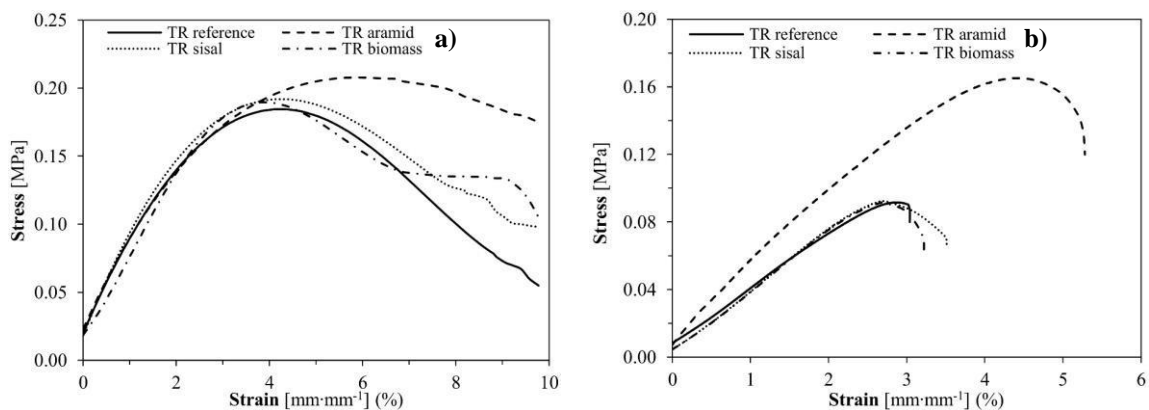 0.25
TR reference
TR aramid
a)
TR sisal
TR biomass
0.20
0.15
0.10
0.05
0.00
Stress [MPa]
0
2
4
6
8
10
Strain [mm·mm⁻¹] (%)
0.20
TR reference
TR aramid
b)
TR sisal
TR biomass
0.16
0.12
0.08
0.04
0.00
Stress [MPa]
0
1
2
3
4
5
6
Strain [mm·mm⁻¹] (%)